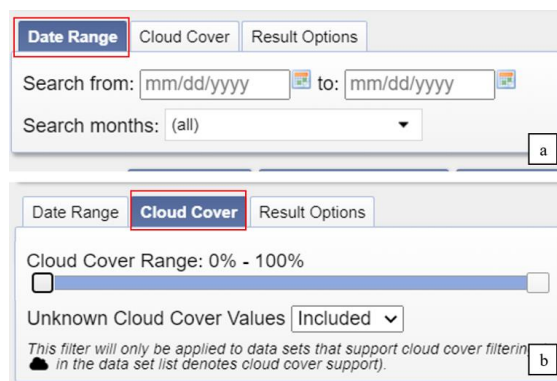 Date Range Cloud Cover Result Options
Search from: mm/dd/yyyy to: mm/dd/yyyy
Search months: (all)
a
Date Range Cloud Cover Result Options
Cloud Cover Range: 0% - 100%
Unknown Cloud Cover Values Included
This filter will only be applied to data sets that support cloud cover filtering
in the data set list denotes cloud cover support).
b